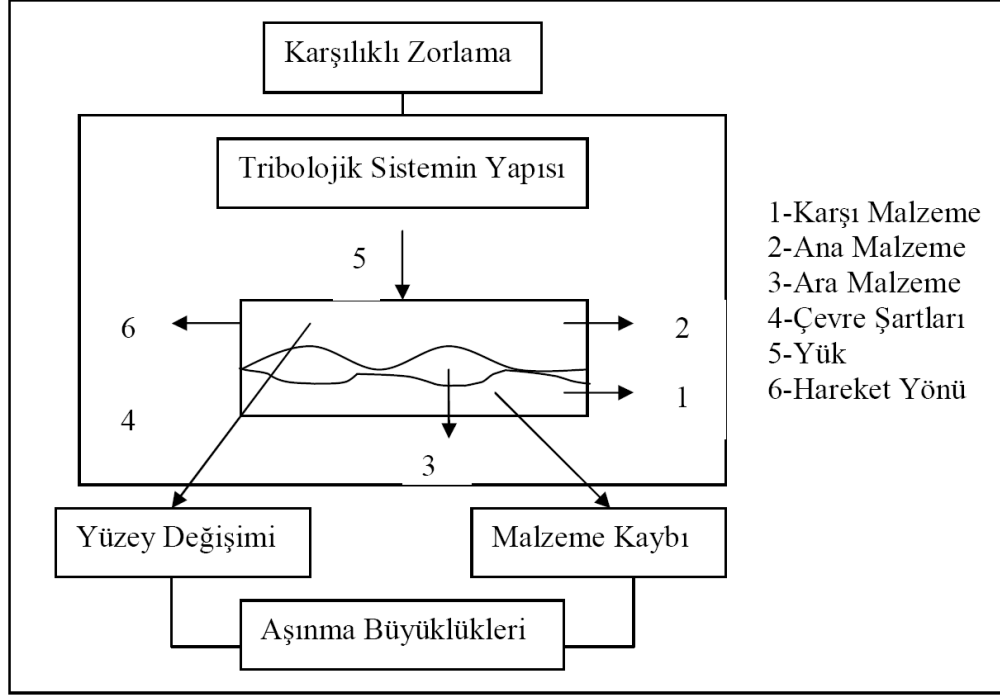 Karşılıklı Zorlama
Tribolojik Sistemin Yapısı
5
6
2
4
1
3
1-Karşı Malzeme
2-Ana Malzeme
3-Ara Malzeme
4-Çevre Şartları
5-Yük
6-Hareket Yönü
Yüzey Değişimi
Malzeme Kaybı
Aşınma Büyüklükleri